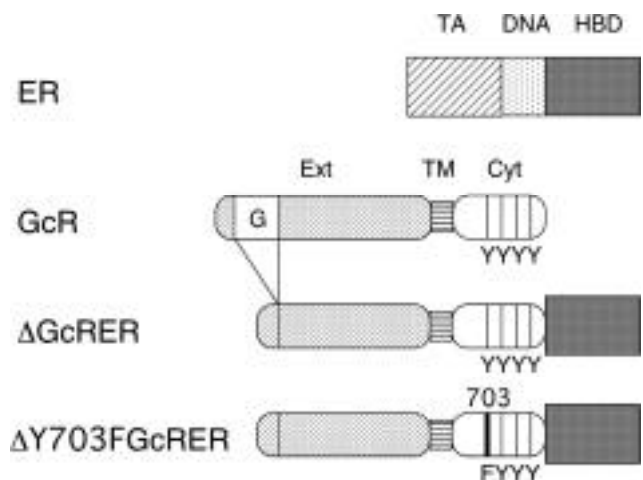 TA DNA HBD
ER
Ext TM Cyt
GcR
G
YYYY
ΔGcRER
YYYY
703
ΔY703FGcRER
FYYY